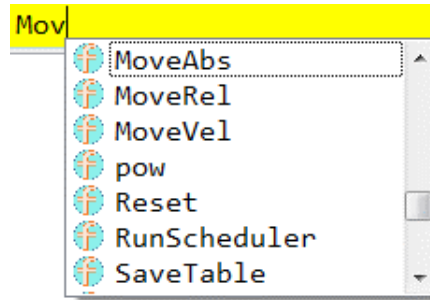 Mov
MoveAbs
MoveRel
MoveVel
pow
Reset
RunScheduler
SaveTable